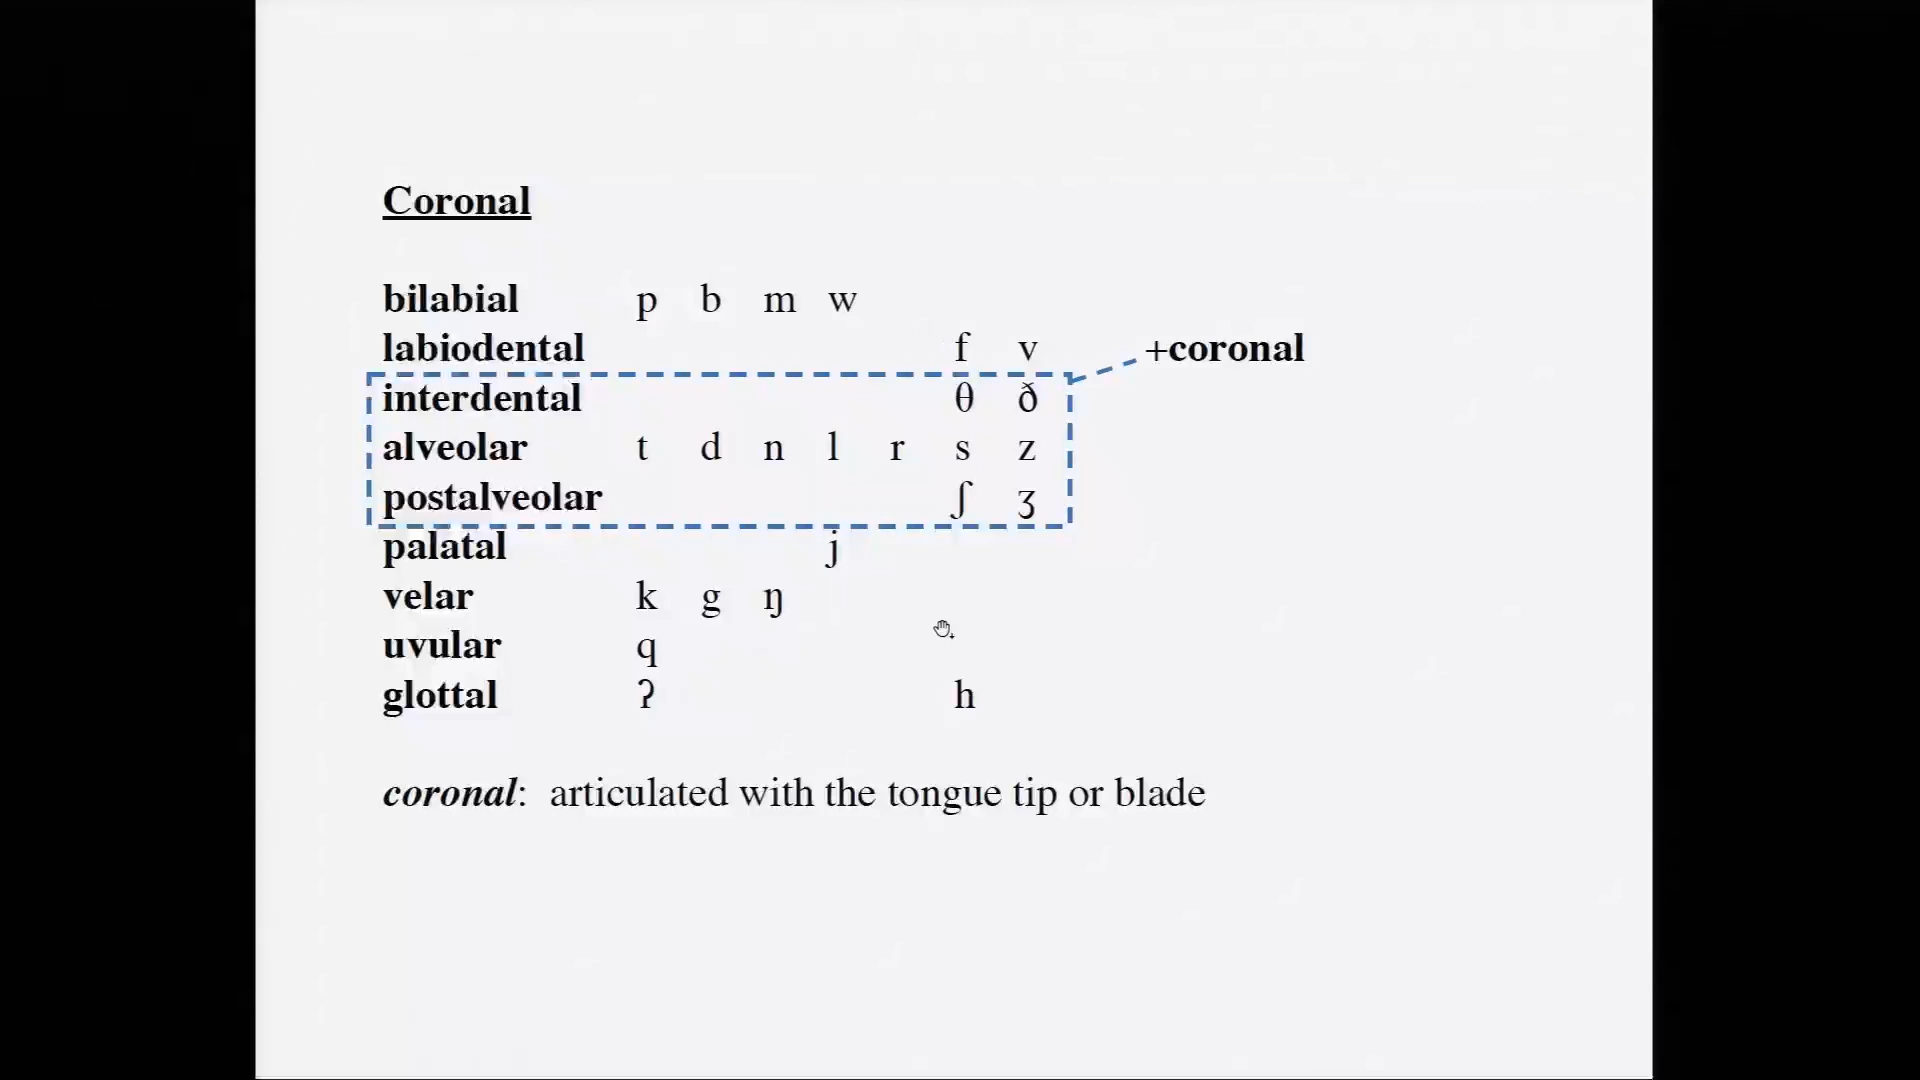 Coronal
bilabial p b m w
labiodental f v +coronal
interdental θ ð
alveolar t d n l r s z
postalveolar ʃ ʒ
palatal j
velar k g ŋ
uvular q
glottal ʔ h
coronal: articulated with the tongue tip or blade